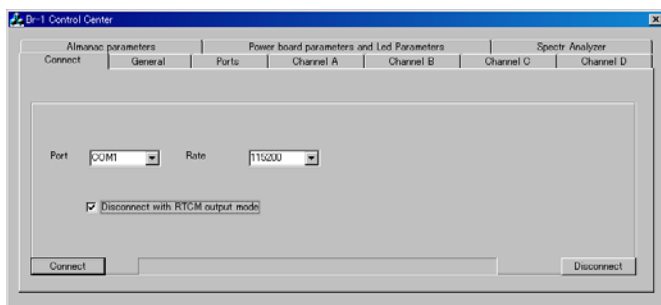 Br-1 Control Center
Almanac parameters Power board parameters and Led Parameters Spectr Analyzer
Connect General Ports Channel A Channel B Channel C Channel D
Port COM1 Rate 115200
Disconnect with RTCM output mode
Connect Disconnect